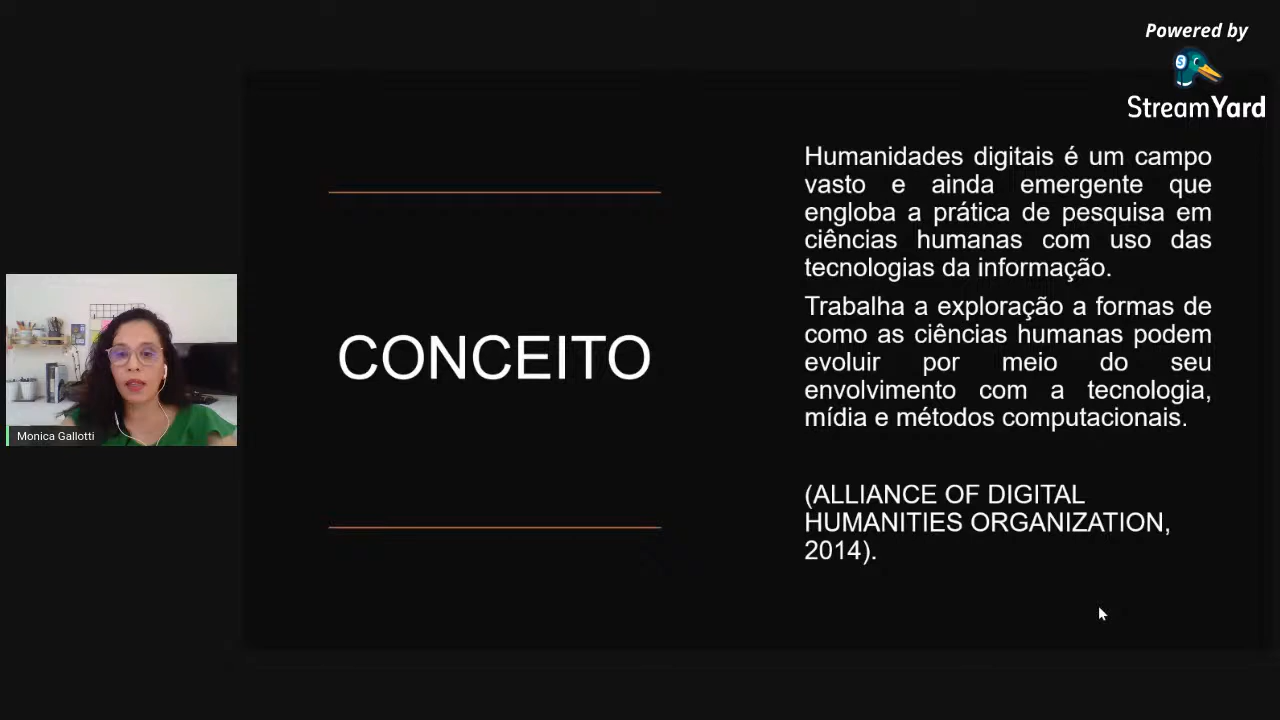 Powered by
StreamYard
Humanidades digitais é um campo
vasto e ainda emergente que
engloba a prática de pesquisa em
ciências humanas com uso das
tecnologias da informação.
Trabalha a exploração a formas de
como as ciências humanas podem
evoluir por meio do seu
envolvimento com a tecnologia,
mídia e métodos computacionais.
CONCEITO
Monica Gallotti
(ALLIANCE OF DIGITAL
HUMANITIES ORGANIZATION,
2014).